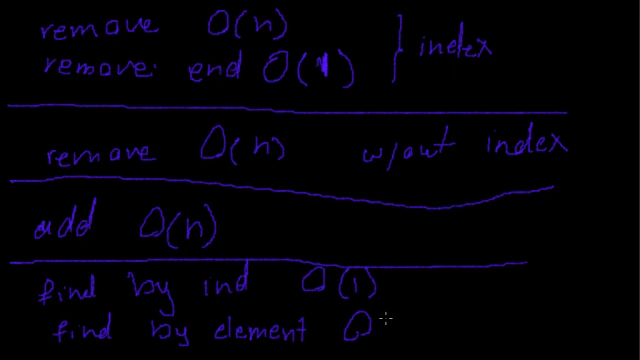 remove O(n)
remove end O(1) } index
remove O(n) w/out index
add O(n)
find by ind O(1)
find by element O